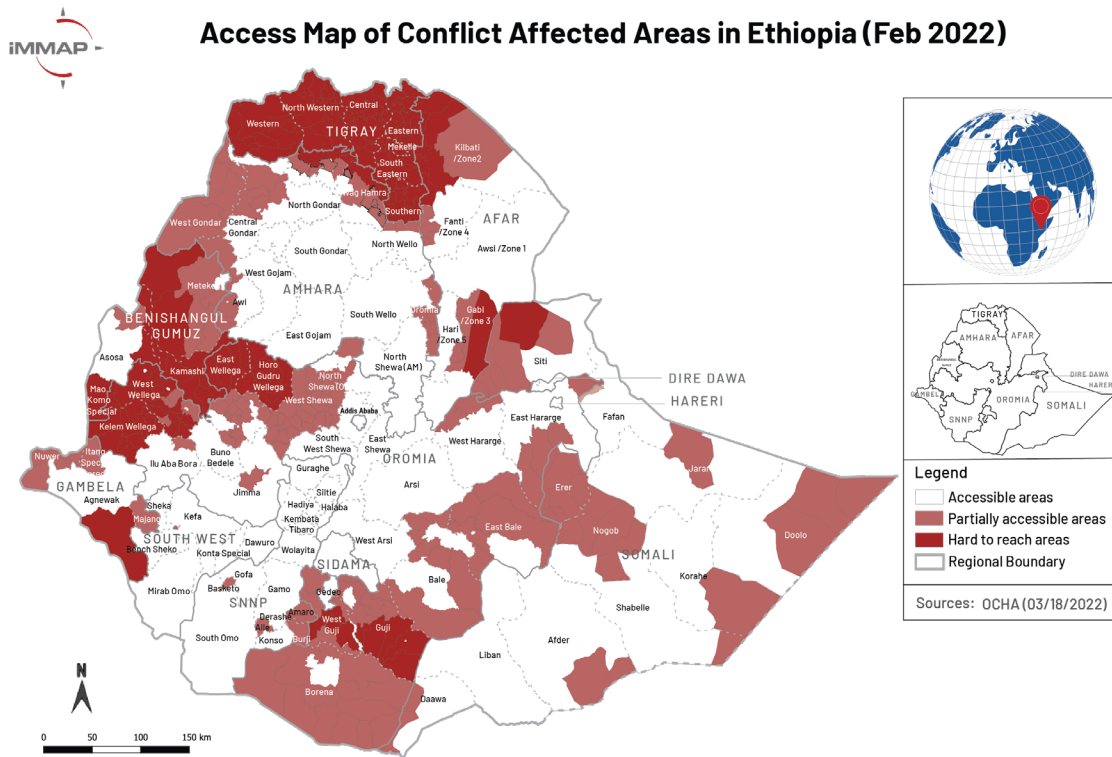 iMMAP
Access Map of Conflict Affected Areas in Ethiopia (Feb 2022)
North Western
Central
Western
TIGRAY
Eastern
Mekelle
Kilbati
/Zone2
South
Eastern
Wag Hamra
Southern
North Gondar
West Gondar
Central
Gondar
AFAR
Fanti
/Zone 4
South Gondar
North Wello
Awsi /Zone 1
West Gojam
Metekel
AMHARA
Awi
BENISHANGUL
GUMUZ
South Wello
Oromia
Gabi
/Zone 3
Hari
/Zone 5
East Gojam
Asosa
East
Wellega
Horo
Gudru
Wellega
Kamashi
North
Shewa(AM)
Siti
West
Wellega
Mao
Komo
Special
North
Shewa(O
West Shewa
Addis Ababa
DIRE DAWA
HARERI
Kelem Wellega
East Hararge
Fafan
South
West Shewa
East
Shewa
West Hararge
Nuwer
Itang
Ilu Aba Bora
Buno
Bedele
OROMIA
Guraghe
Jarar
GAMBELA
Agnewak
Jimma
Siltie
Arsi
Erer
Sheka
Hadiya
Halaba
Majang
Kefa
Kembata
Tibaro
East Bale
Nogob
SOUTH WEST
Bench Sheko
Dawuro
Konta Special
Wolayita
West Arsi
SOMALI
Doolo
SIDAMA
Mirab Omo
Gofa
Basketo
Gamo
Gedeo
Bale
Korahe
SNNP
Amaro
Derashe
Alle
West
Guji
Guji
Shabelle
South Omo
Konso
Burji
Afder
Liban
Borena
Daawa
N
0 50 100 150 km
TIGRAY
AMHARA
AFAR
DIRE DAWA
HARERI
GAMBELA
OROMIA
SOMALI
SNNP
Legend
Accessible areas
Partially accessible areas
Hard to reach areas
Regional Boundary
Sources: OCHA (03/18/2022)